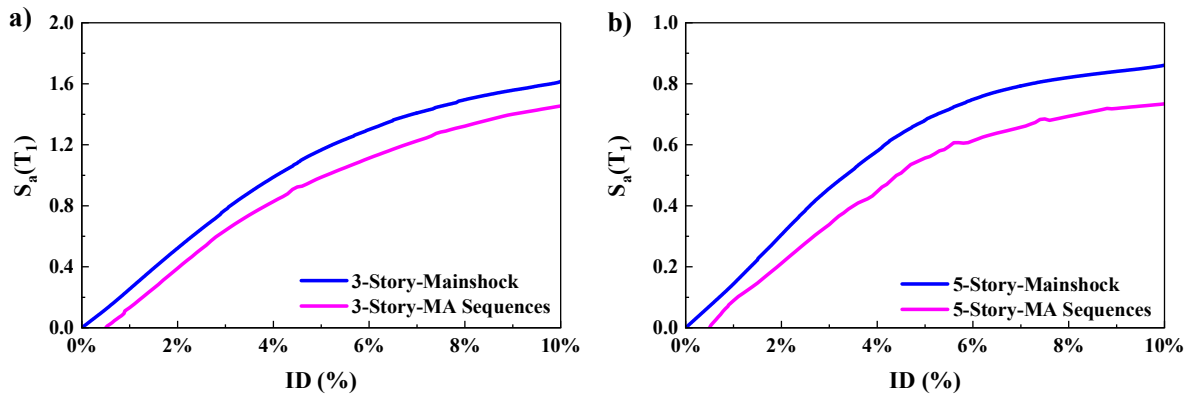 a)
2.0
1.6
1.2
0.8
0.4
0.0
Sₐ(T₁)
3-Story-Mainshock
3-Story-MA Sequences
0% 2% 4% 6% 8% 10%
ID (%)
b)
1.0
0.8
0.6
0.4
0.2
0.0
Sₐ(T₁)
5-Story-Mainshock
5-Story-MA Sequences
0% 2% 4% 6% 8% 10%
ID (%)